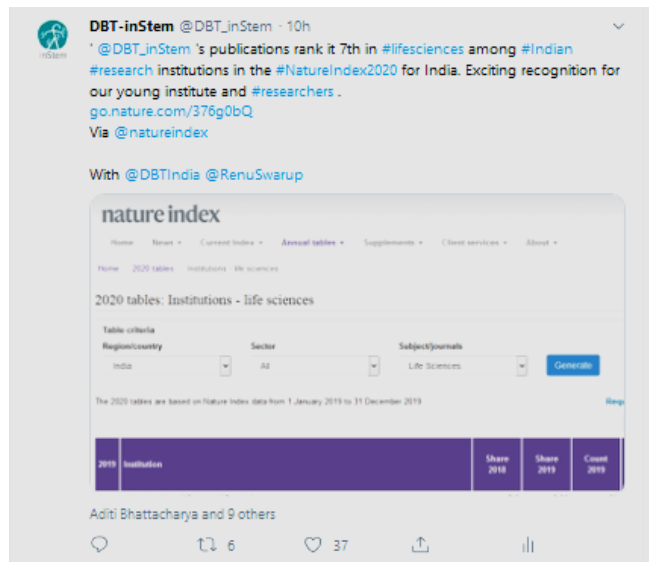 DBT-inStem @DBT_inStem · 10h
' @DBT_inStem 's publications rank it 7th in #lifesciences among #Indian
#research institutions in the #NatureIndex2020 for India. Exciting recognition for
our young institute and #researchers .
go.nature.com/376g0bQ
Via @natureindex
With @DBTIndia @RenuSwarup
inStem
nature index
Home News Current Index Annual tables Supplements Client services About
Home 2020 tables Institutions - life sciences
2020 tables: Institutions - life sciences
Table criteria
Region/country Sector Subject/journals
India All Life Sciences Generate
The 2020 tables are based on Nature Index data from 1 January 2019 to 31 December 2019
2019 Institution Share 2018 Share 2019 Count 2019
Aditi Bhattacharya and 9 others
6 37